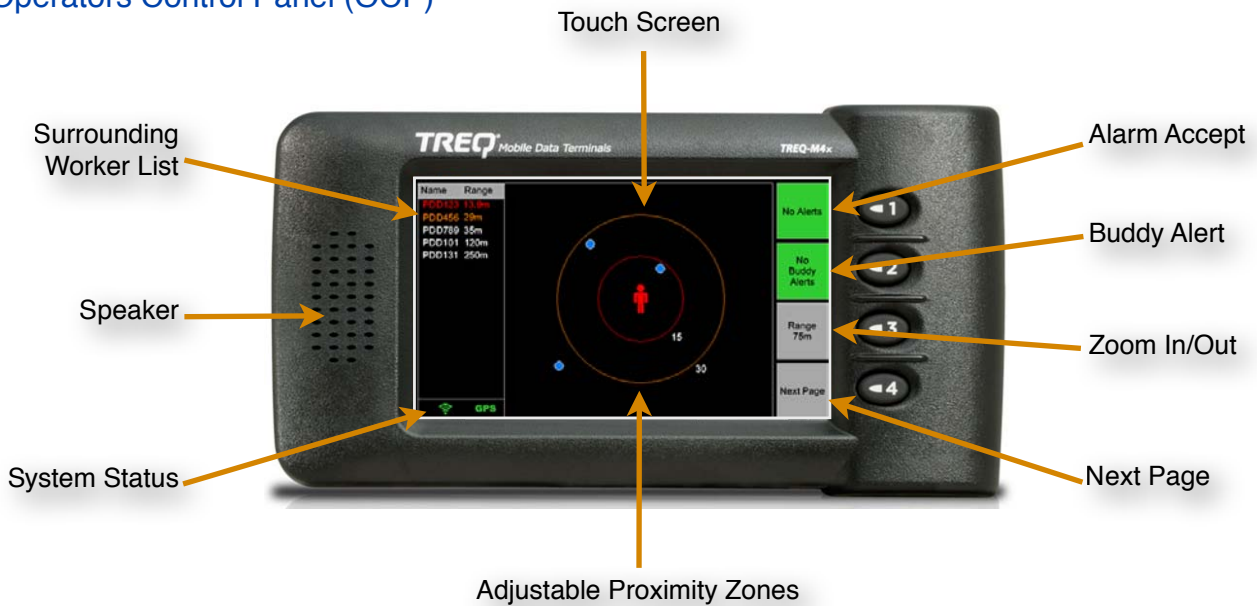 Operators Control Panel (OCP)
Touch Screen
Surrounding
Worker List
Alarm Accept
Buddy Alert
Speaker
Zoom In/Out
System Status
Next Page
Adjustable Proximity Zones
TREQ Mobile Data Terminals
TREQ-M4x
Name Range
PDD123 13.9m
PDD456 29m
PDD789 35m
PDD101 120m
PDD131 250m
GPS
15
30
No Alerts
No
Buddy
Alerts
Range
75m
Next Page
1
2
3
4